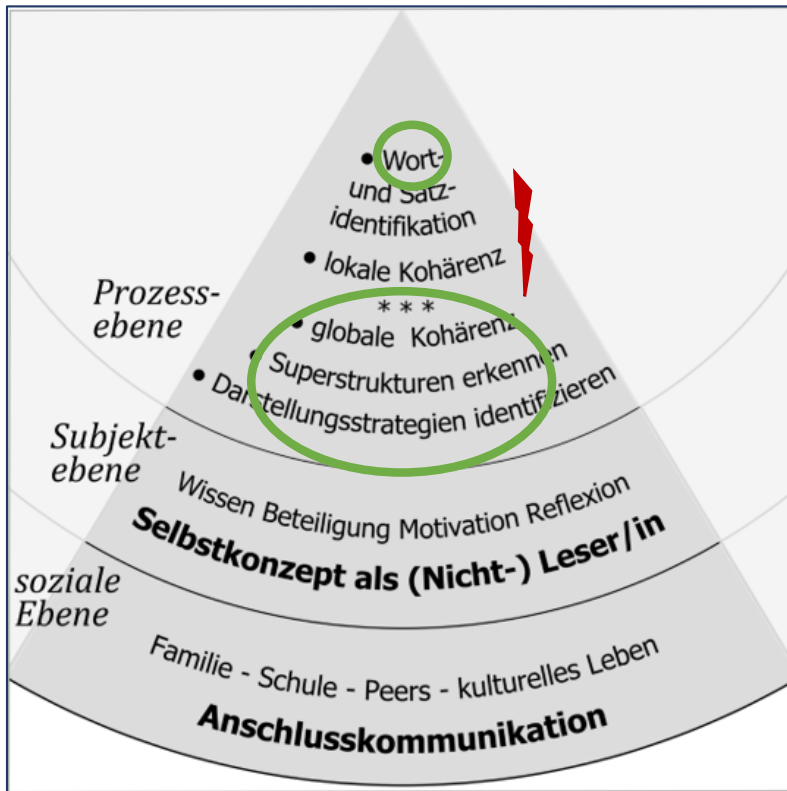 • Wort-
und Satz-
identifikation
• lokale Kohärenz
* * *
Prozess-
ebene
• globale Kohärenz
• Superstrukturen erkennen
• Darstellungsstrategien identifizieren
Subjekt-
ebene
Wissen Beteiligung Motivation Reflexion
Selbstkonzept als (Nicht-) Leser/in
soziale
Ebene
Familie - Schule - Peers - kulturelles Leben
Anschlusskommunikation